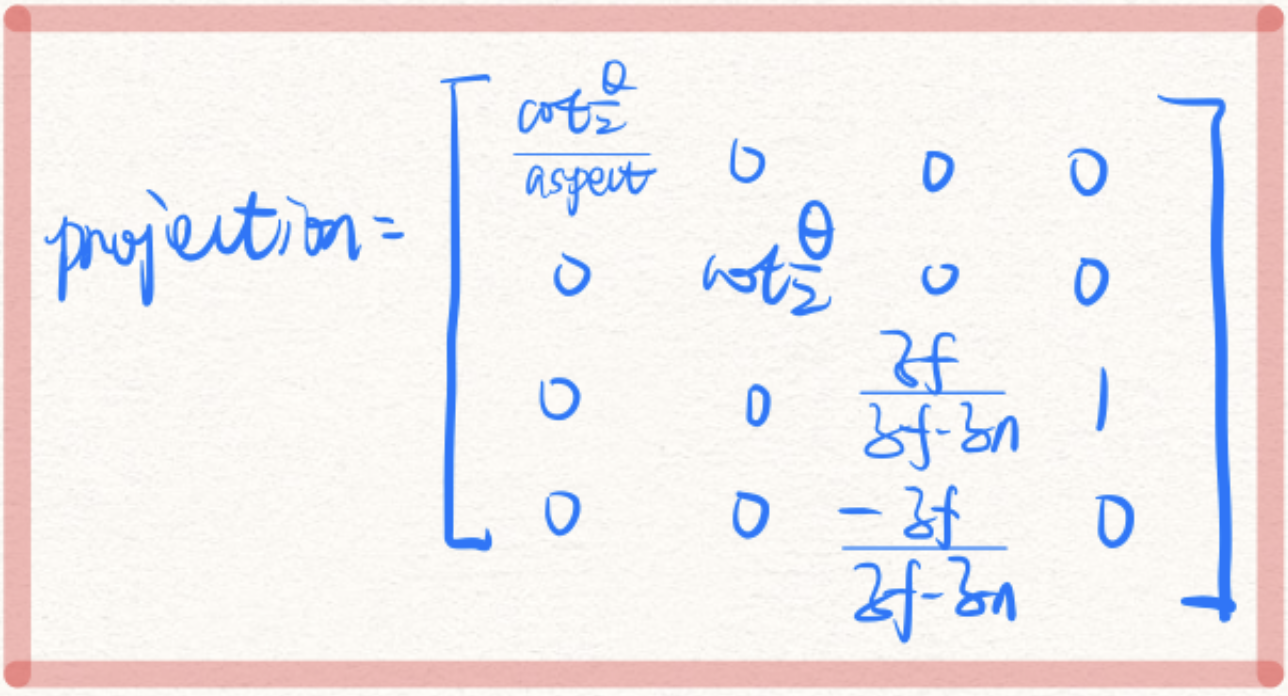 projection = [
cot θ/2 / aspect 0 0 0
0 cot θ/2 0 0
0 0 zf / zf - zn 1
0 0 - zf / zf - zn 0
]